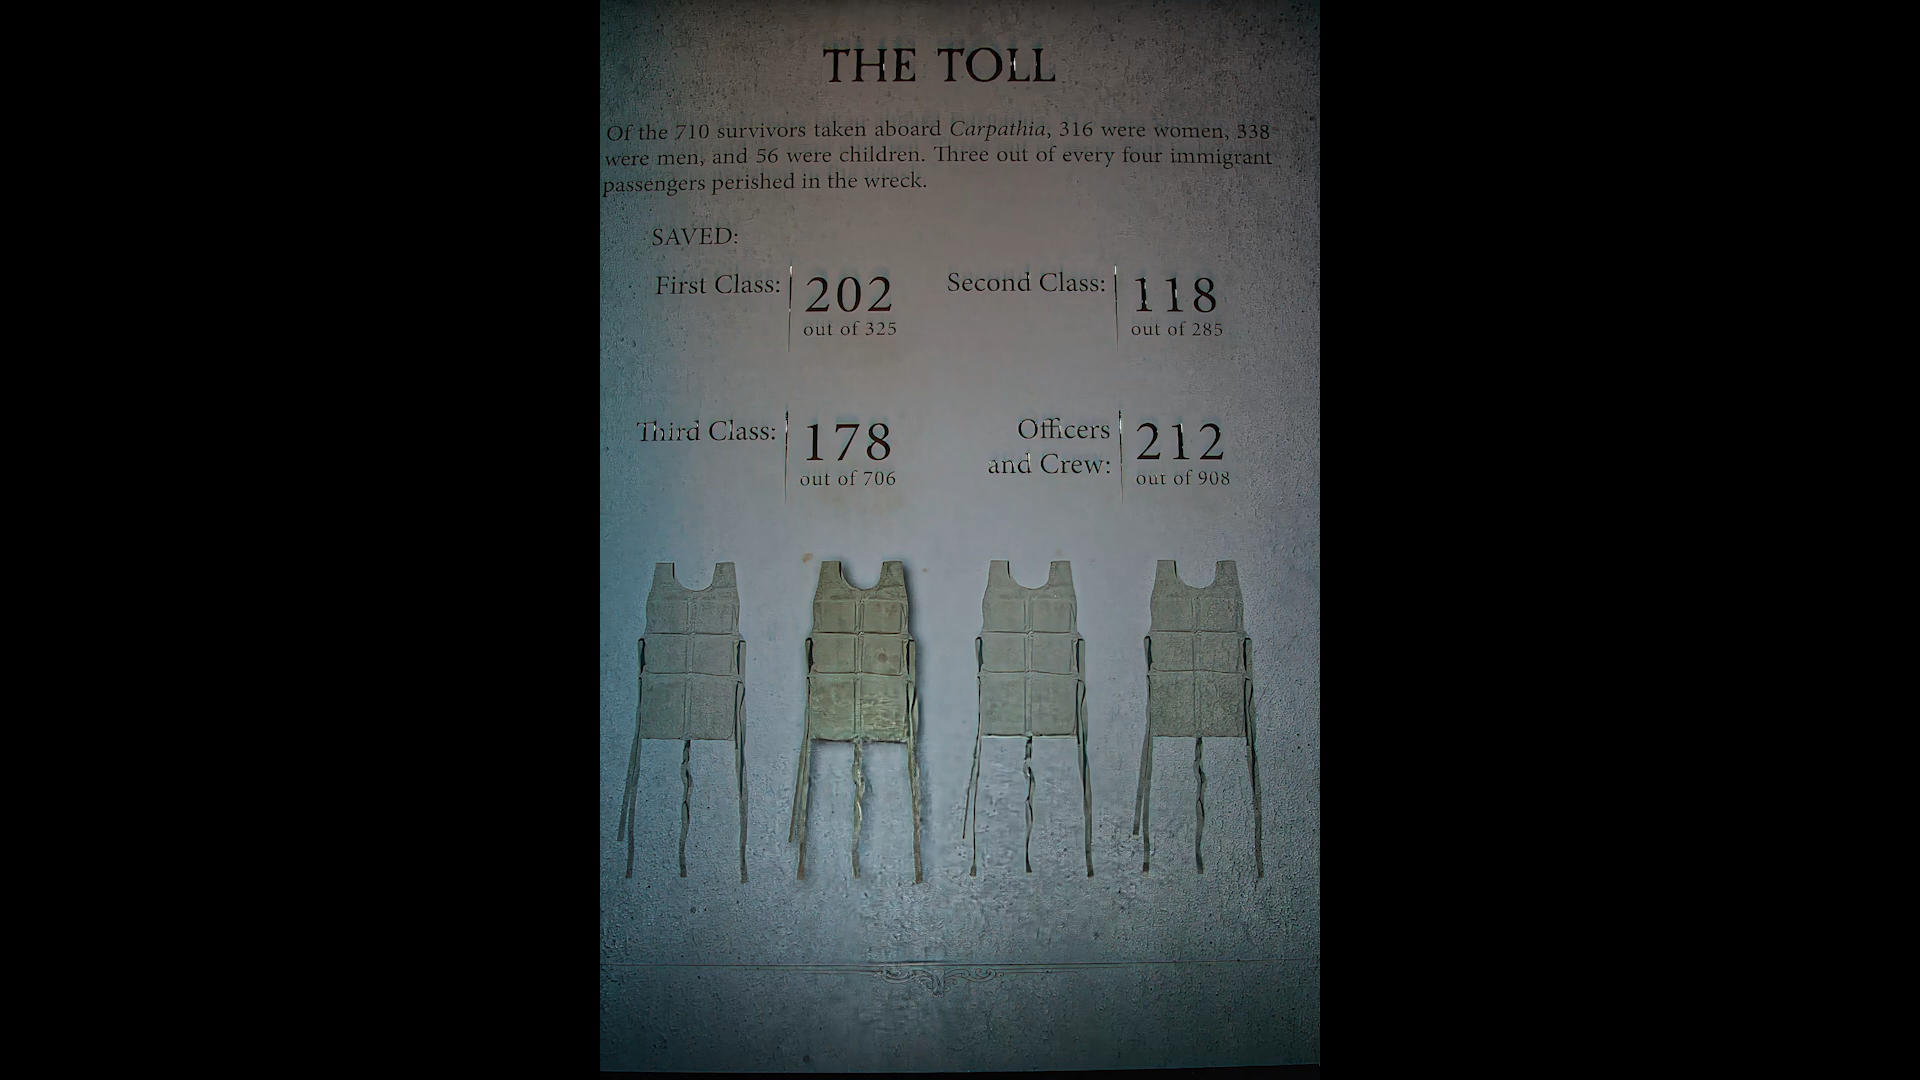 THE TOLL
Of the 710 survivors taken aboard Carpathia, 316 were women, 338
were men, and 56 were children. Three out of every four immigrant
passengers perished in the wreck.
SAVED:
First Class: 202
out of 325
Second Class: 118
out of 285
Third Class: 178
out of 706
Officers
and Crew: 212
out of 908